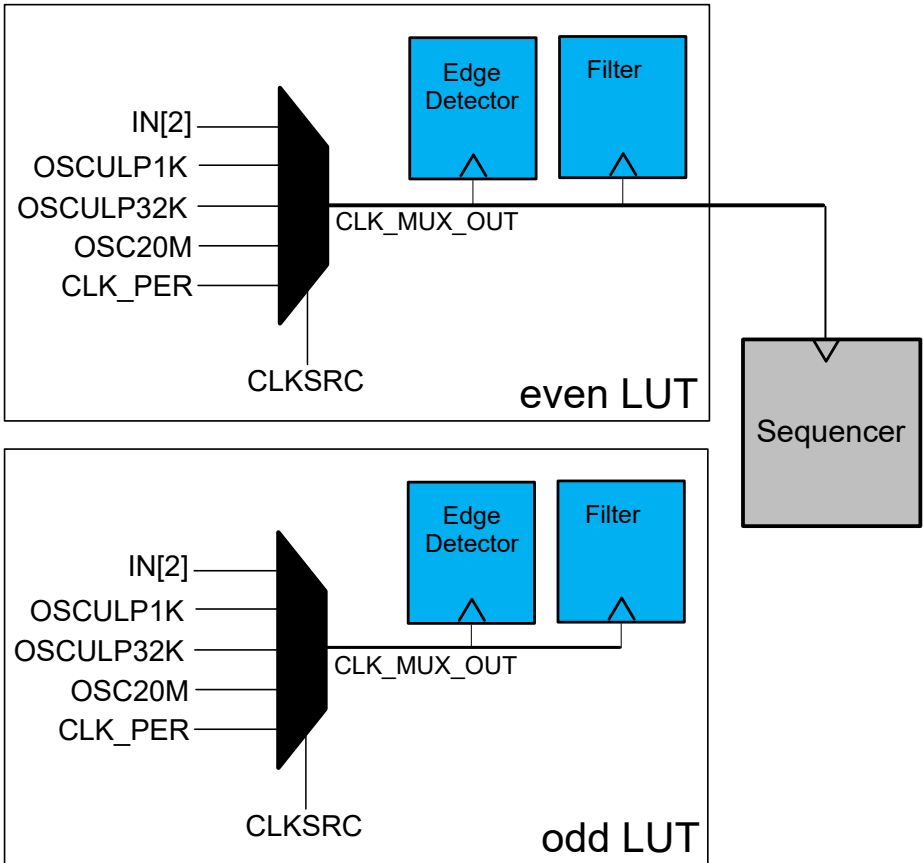 Edge
Detector
Filter
IN[2]
OSCULP1K
OSCULP32K
OSC20M
CLK_PER
CLK_MUX_OUT
CLKSRC
even LUT
Sequencer
Edge
Detector
Filter
IN[2]
OSCULP1K
OSCULP32K
OSC20M
CLK_PER
CLK_MUX_OUT
CLKSRC
odd LUT